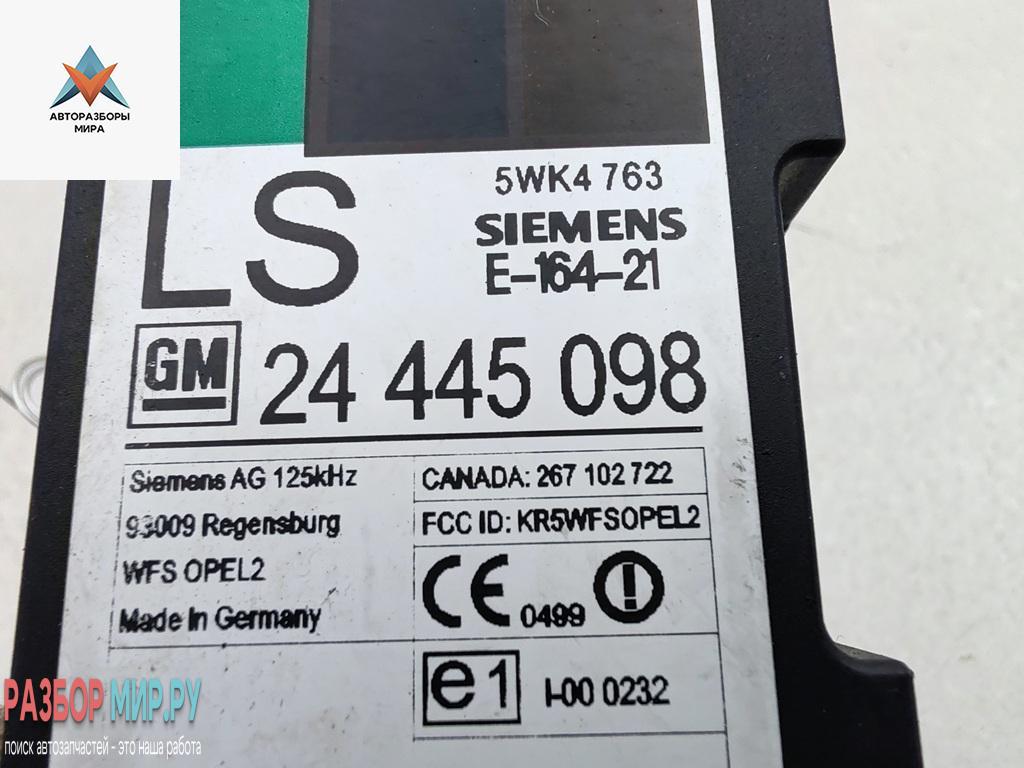 АВТОРАЗБОРЫ
МИРА
LS
5WK4 763
SIEMENS
E-164-21
GM
24 445 098
Siemens AG 125kHz
93009 Regensburg
WFS OPEL2
Made In Germany
CANADA: 267 102 722
FCC ID: KR5WFSOPEL2
CE 0499
e1 I-00 0232
РАЗБОРМИР.РУ
поиск автозапчастей - это наша работа